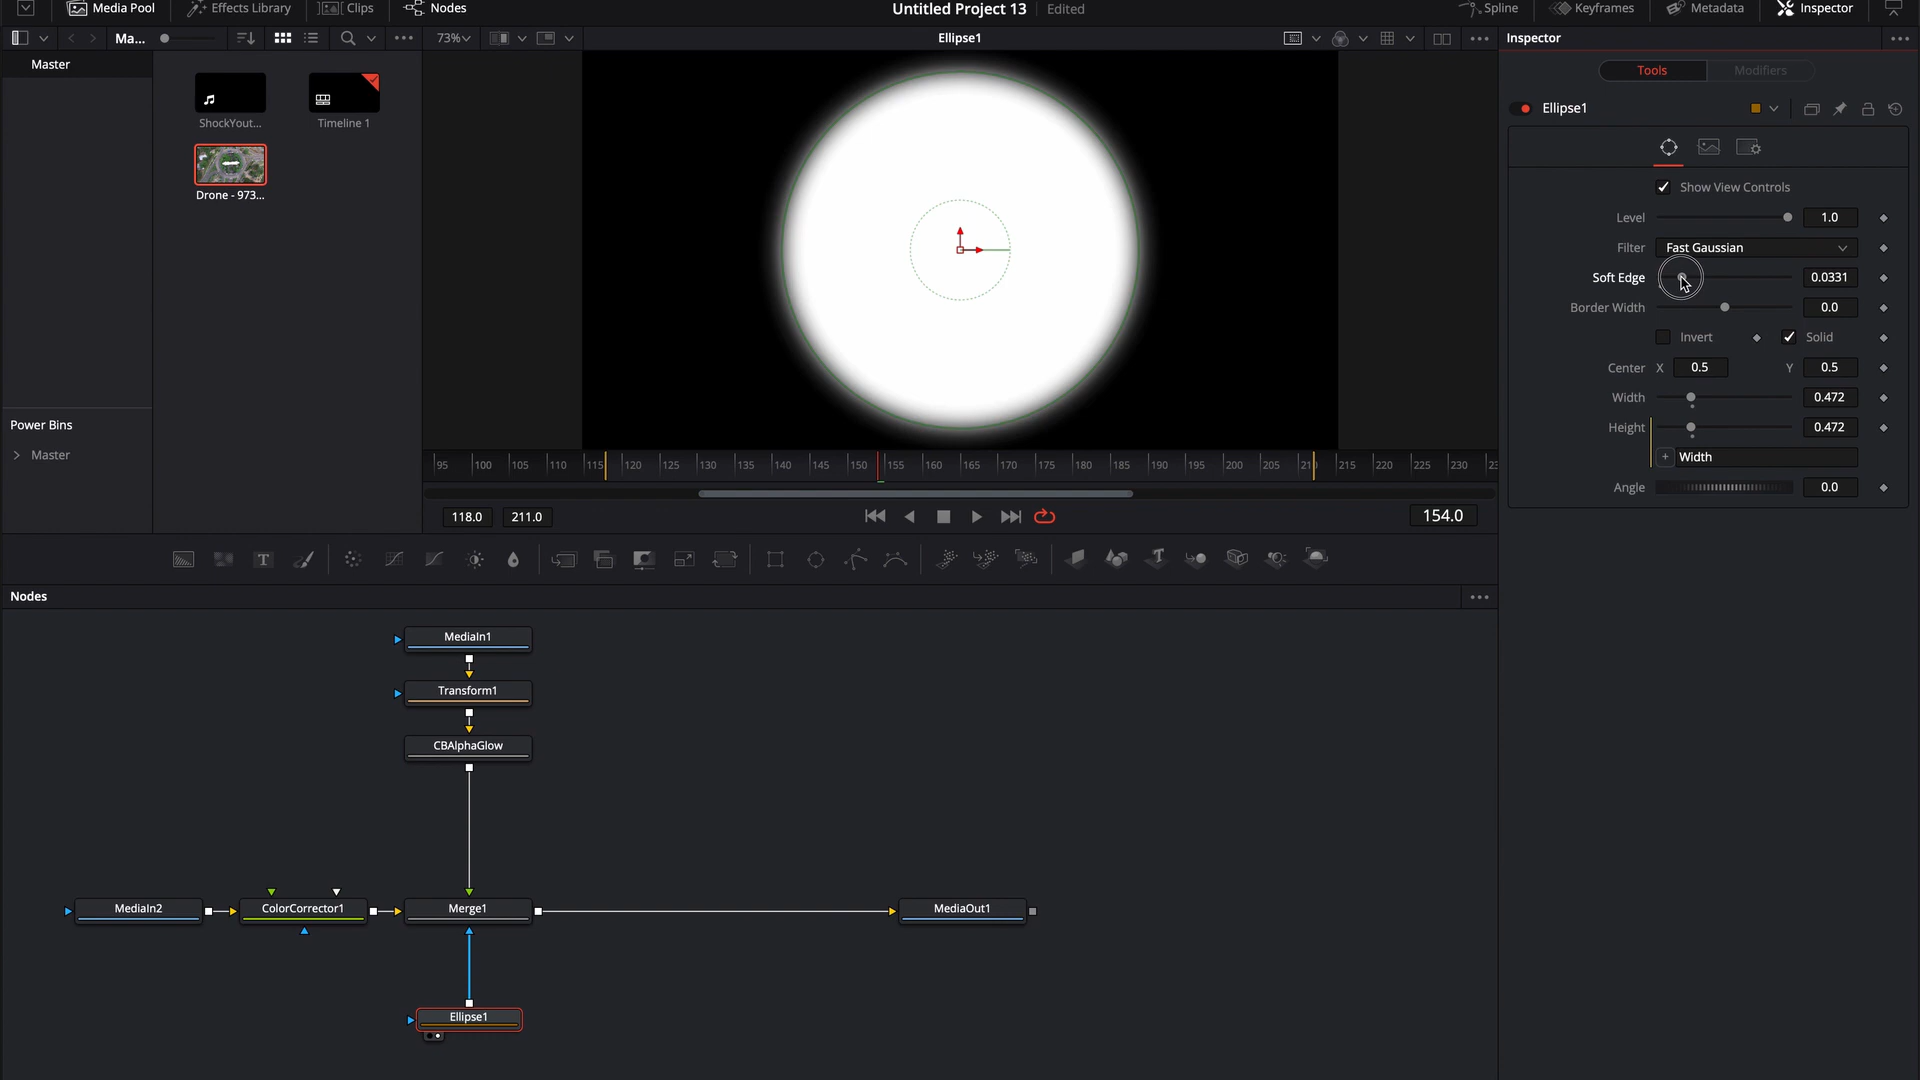 Media Pool
Effects Library
Clips
Nodes
Untitled Project 13
Edited
Spline
Keyframes
Metadata
Inspector
Ma...
73%
Ellipse1
Inspector
Master
Tools
Modifiers
ShockYout...
Timeline 1
Ellipse1
Drone - 973...
Show View Controls
Level
1.0
Filter
Fast Gaussian
Soft Edge
0.0331
Border Width
0.0
Invert
Solid
Center
X
0.5
Y
0.5
Width
0.472
Height
0.472
Width
Angle
0.0
Power Bins
Master
95 100 105 110 115 120 125 130 135 140 145 150 155 160 165 170 175 180 185 190 195 200 205 210 215 220 225 230
118.0
211.0
154.0
Nodes
MediaIn1
Transform1
CBAlphaGlow
MediaIn2
ColorCorrector1
Merge1
MediaOut1
Ellipse1